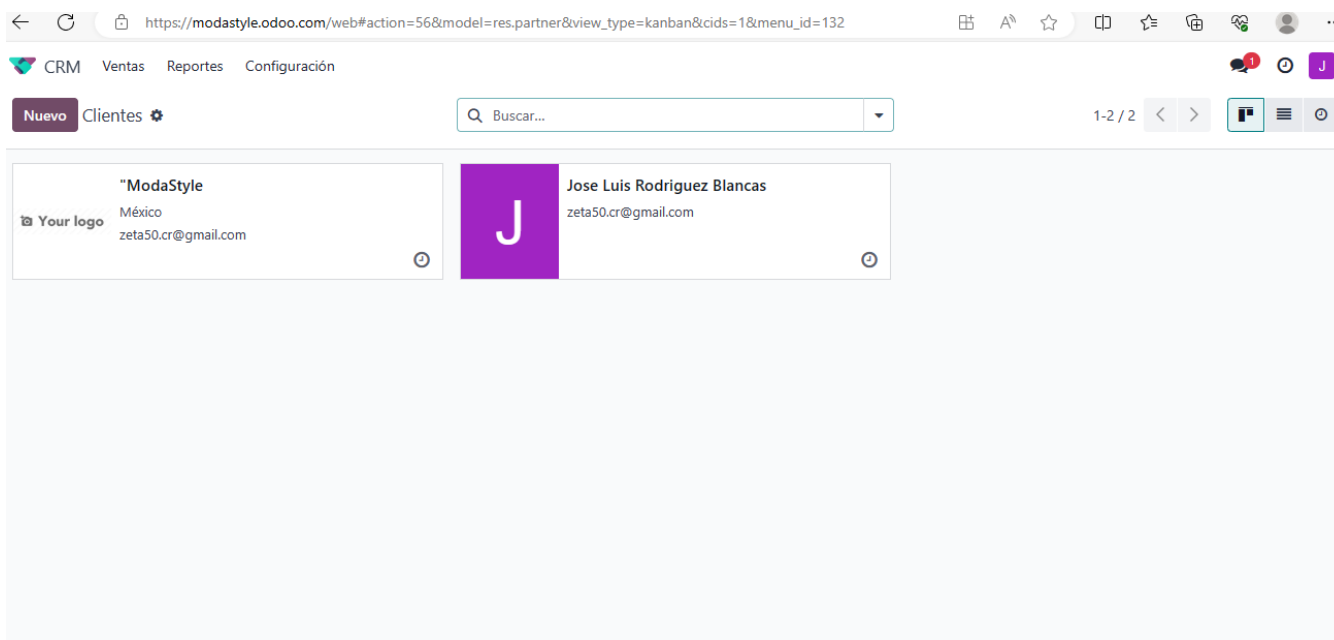 https://modastyle.odoo.com/web#action=56&model=res.partner&view_type=kanban&cids=1&menu_id=132
CRM Ventas Reportes Configuración 1 J
Nuevo Clientes Buscar... 1-2 / 2
"ModaStyle
Your logo
México
zeta50.cr@gmail.com
J
Jose Luis Rodriguez Blancas
zeta50.cr@gmail.com